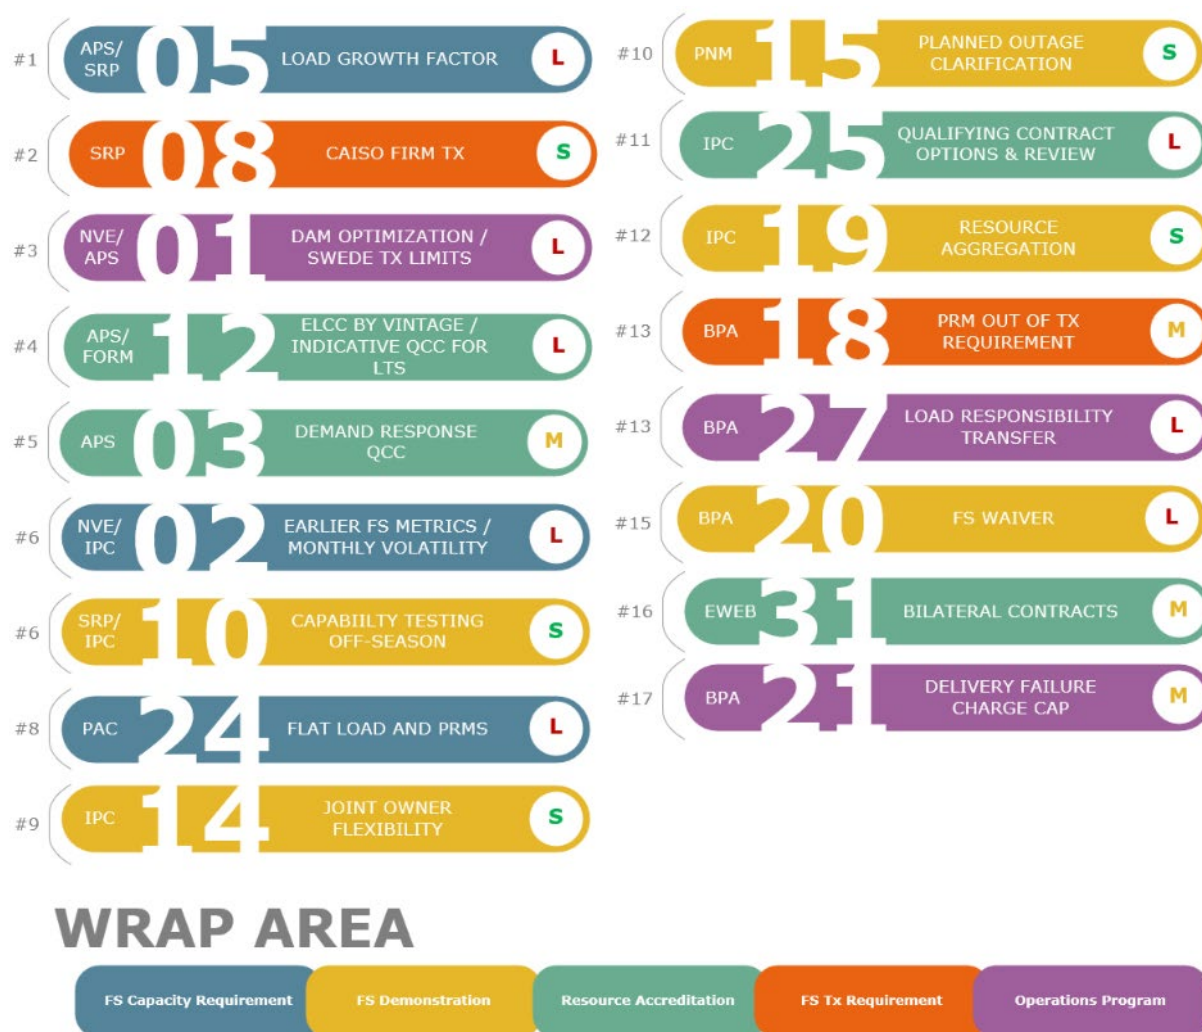 #1
APS/
SRP
05
LOAD GROWTH FACTOR
L
#2
SRP
08
CAISO FIRM TX
S
#3
NVE/
APS
01
DAM OPTIMIZATION /
SWEDE TX LIMITS
L
#4
APS/
FORM
12
ELCC BY VINTAGE /
INDICATIVE QCC FOR
LTS
L
#5
APS
03
DEMAND RESPONSE
QCC
M
#6
NVE/
IPC
02
EARLIER FS METRICS /
MONTHLY VOLATILITY
L
#6
SRP/
IPC
10
CAPABIILTY TESTING
OFF-SEASON
S
#8
PAC
24
FLAT LOAD AND PRMS
L
#9
IPC
14
JOINT OWNER
FLEXIBILITY
S
#10
PNM
15
PLANNED OUTAGE
CLARIFICATION
S
#11
IPC
25
QUALIFYING CONTRACT
OPTIONS & REVIEW
L
#12
IPC
19
RESOURCE
AGGREGATION
S
#13
BPA
18
PRM OUT OF TX
REQUIREMENT
M
#13
BPA
27
LOAD RESPONSIBILITY
TRANSFER
L
#15
BPA
20
FS WAIVER
L
#16
EWEB
31
BILATERAL CONTRACTS
M
#17
BPA
21
DELIVERY FAILURE
CHARGE CAP
M
WRAP AREA
FS Capacity Requirement
FS Demonstration
Resource Accreditation
FS Tx Requirement
Operations Program